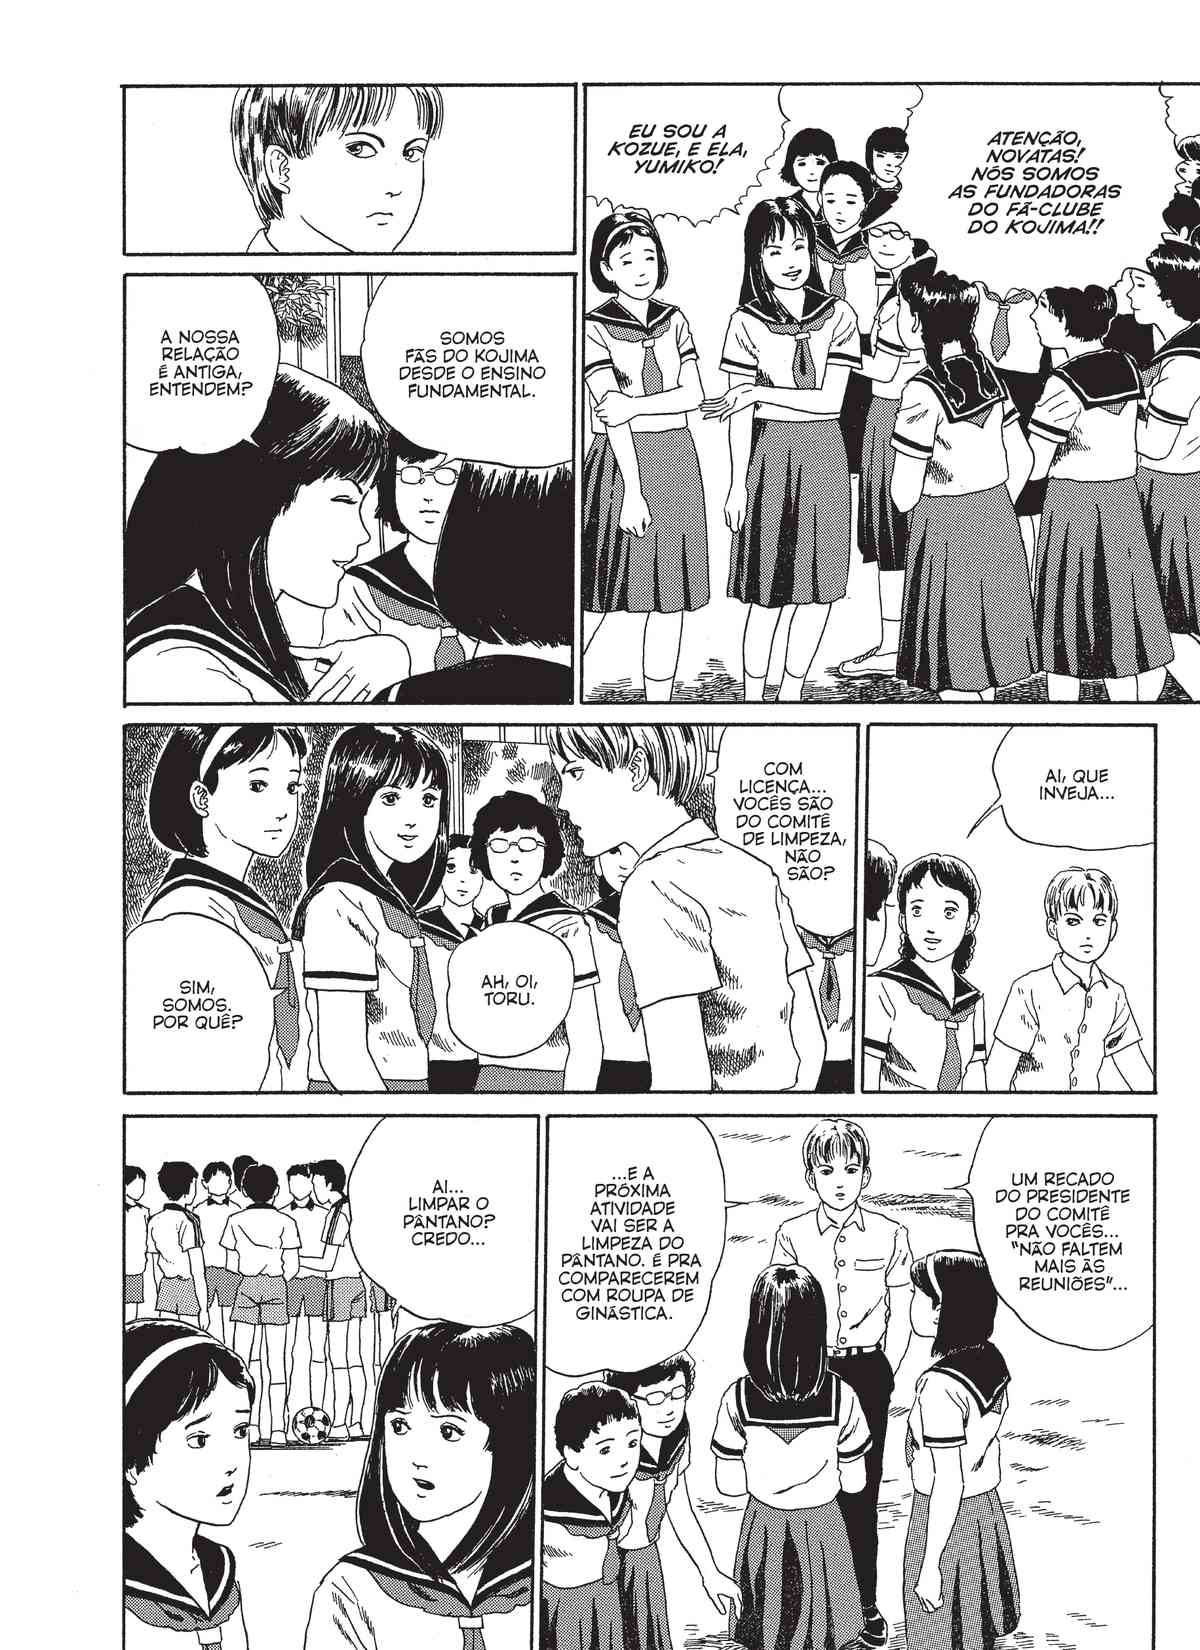 ATENÇÃO,
NOVATAS!
NÓS SOMOS
AS FUNDADORAS
DO FÃ-CLUBE
DO KOJIMA!!
EU SOU A
KOZUE, E ELA,
YUMIKO!
SOMOS
FÃS DO KOJIMA
DESDE O ENSINO
FUNDAMENTAL.
A NOSSA
RELAÇÃO
É ANTIGA,
ENTENDEM?
AI, QUE
INVEJA...
COM
LICENÇA...
VOCÊS SÃO
DO COMITÊ
DE LIMPEZA,
NÃO
SÃO?
AH, OI,
TORU.
SIM,
SOMOS.
POR QUÊ?
UM RECADO
DO PRESIDENTE
DO COMITÊ
PRA VOCÊS...
"NÃO FALTEM
MAIS ÀS
REUNIÕES"...
...E A
PRÓXIMA
ATIVIDADE
VAI SER A
LIMPEZA DO
PÂNTANO. É PRA
COMPARECEREM
COM ROUPA DE
GINÁSTICA.
AI...
LIMPAR O
PÂNTANO?
CREDO...